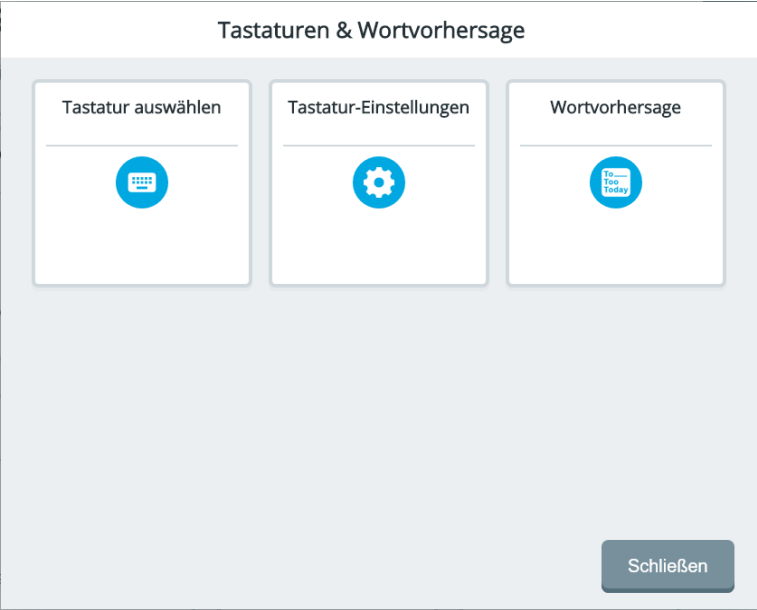 Tastaturen & Wortvorhersage
Tastatur auswählen
Tastatur-Einstellungen
Wortvorhersage
To
Too
Today
Schließen